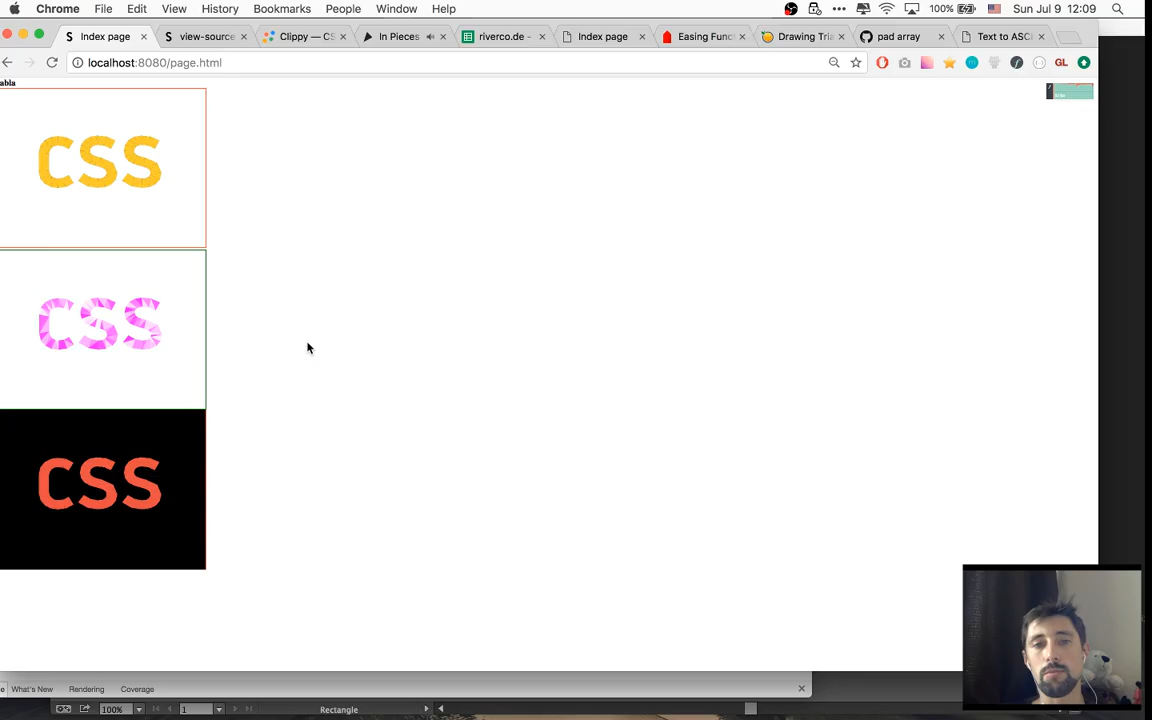 Chrome File Edit View History Bookmarks People Window Help 100% Sun Jul 9 12:09
Index page view-source Clippy — CS In Pieces riverco.de - Index page Easing Func Drawing Tria pad array Text to ASCI
localhost:8080/page.html GL
abla
CSS
CSS
CSS
What's New Rendering Coverage
100% 1 Rectangle